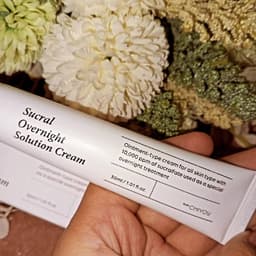 Sucral
Overnight
Solution Cream
Ointment-type cream for all skin type with
10,000 ppm of sucralfate used as a special
overnight treatment
30ml / 1.01 fl.oz